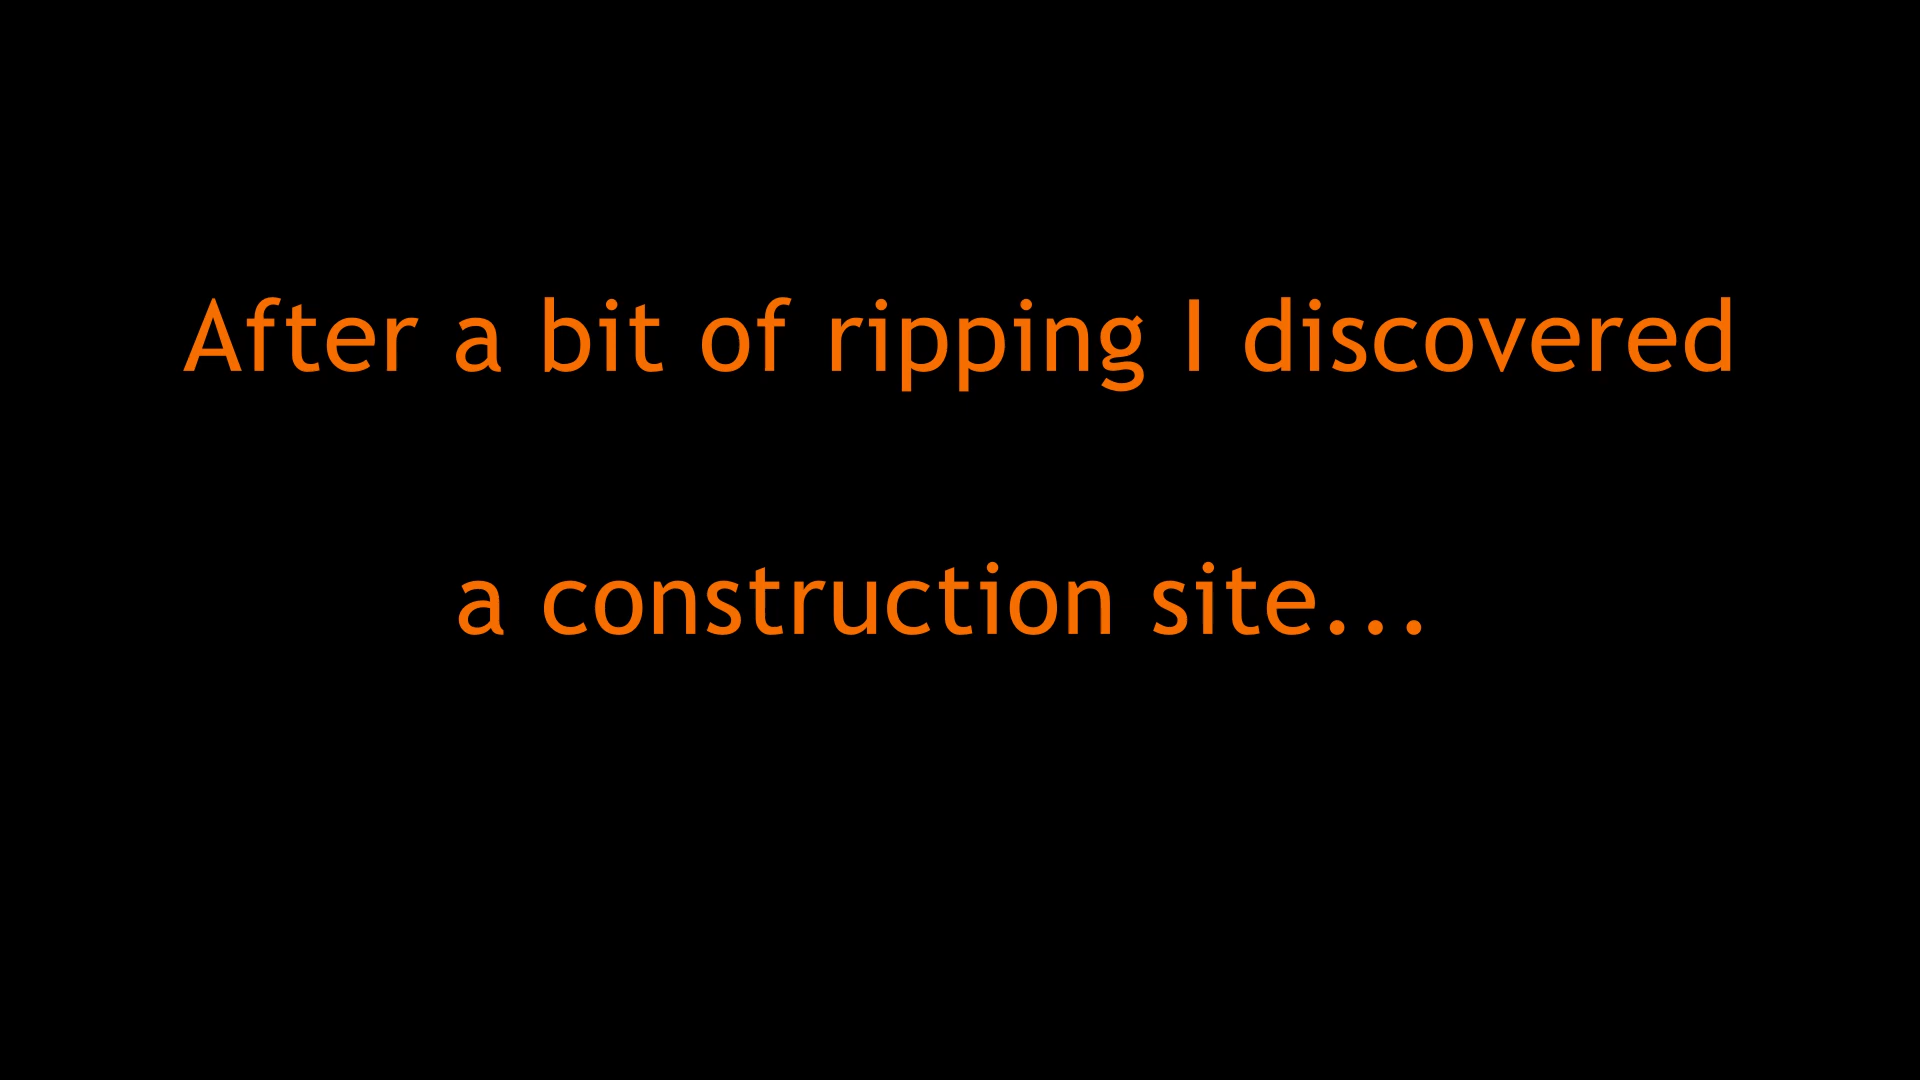 After a bit of ripping I discovered
a construction site...